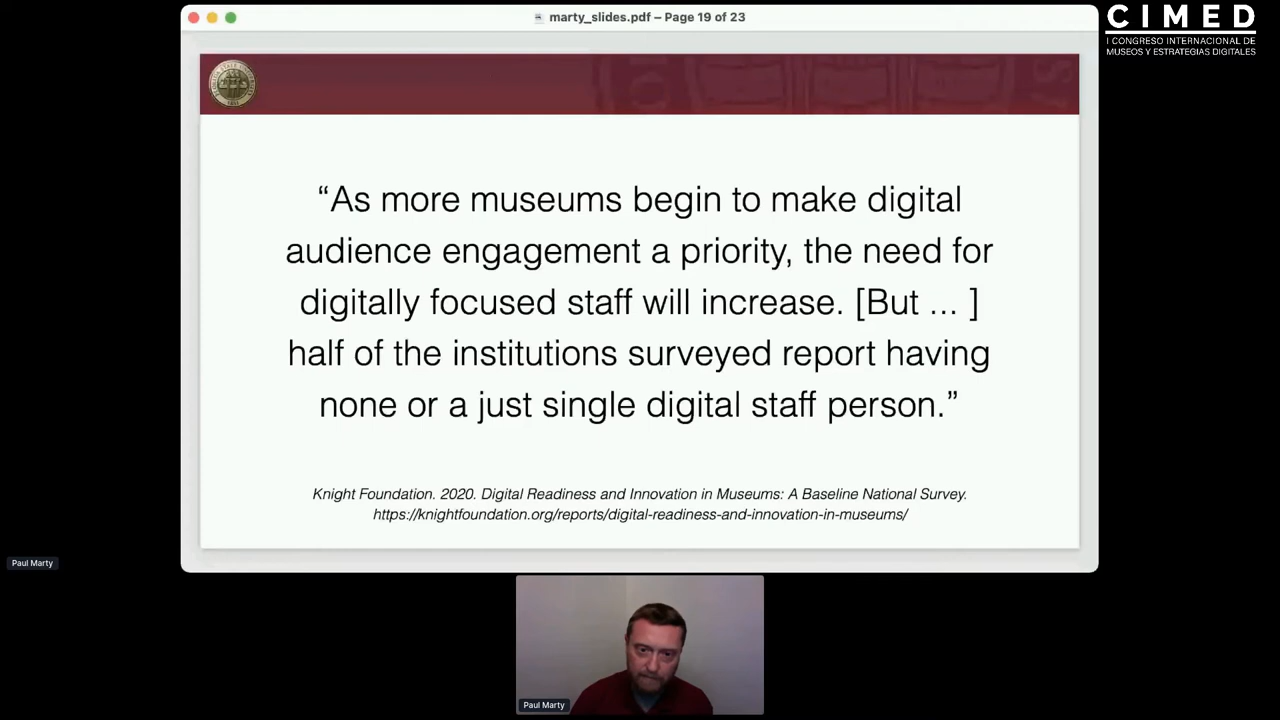 marty_slides.pdf – Page 19 of 23
CIMED
I CONGRESO INTERNACIONAL DE
MUSEOS Y ESTRATEGIAS DIGITALES
“As more museums begin to make digital
audience engagement a priority, the need for
digitally focused staff will increase. [But ... ]
half of the institutions surveyed report having
none or a just single digital staff person.”
Knight Foundation. 2020. Digital Readiness and Innovation in Museums: A Baseline National Survey.
https://knightfoundation.org/reports/digital-readiness-and-innovation-in-museums/
Paul Marty
Paul Marty